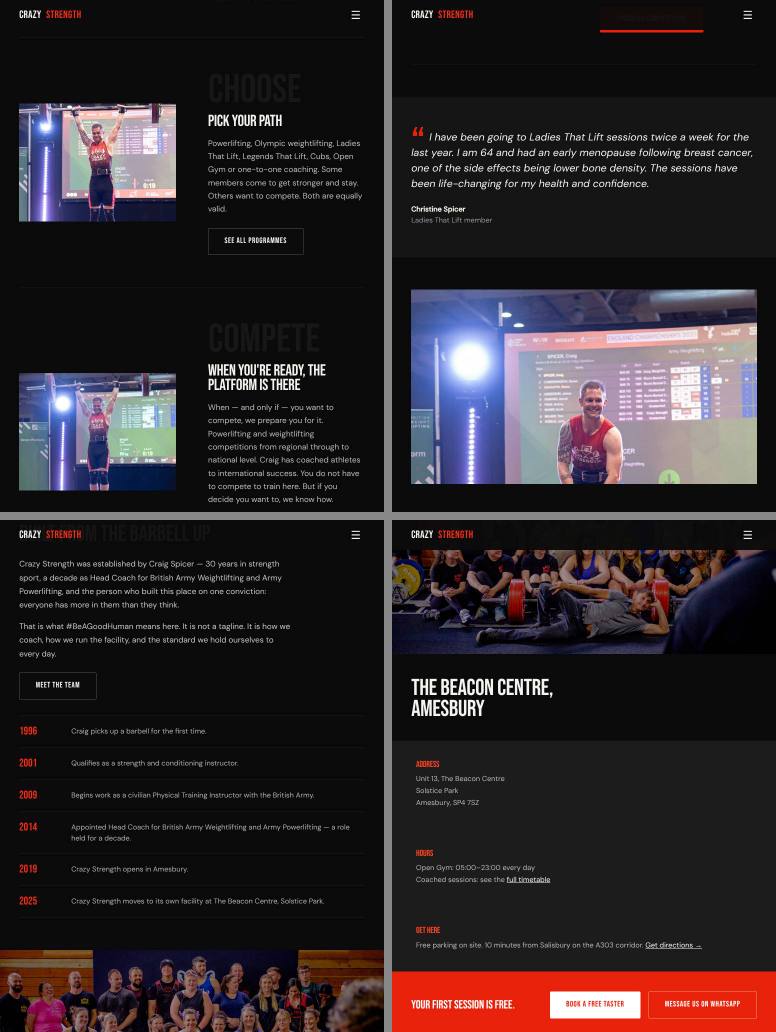 CRAZY STRENGTH
☰
CHOOSE
PICK YOUR PATH
Powerlifting, Olympic weightlifting, Ladies
That Lift, Legends That Lift, Cubs, Open
Gym or one-to-one coaching. Some
members come to get stronger and stay.
Others want to compete. Both are equally
valid.
SEE ALL PROGRAMMES
COMPETE
WHEN YOU'RE READY, THE
PLATFORM IS THERE
When — and only if — you want to
compete, we prepare you for it.
Powerlifting and weightlifting
competitions from regional through to
national level. Craig has coached athletes
to international success. You do not have
to compete to train here. But if you
decide you want to, we know how.
CRAZY STRENGTH
☰
“ I have been going to Ladies That Lift sessions twice a week for the
last year. I am 64 and had an early menopause following breast cancer,
one of the side effects being lower bone density. The sessions have
been life-changing for my health and confidence.
Christine Spicer
Ladies That Lift member
SPICER, Craig
CRAZY STRENGTH
☰
THE BARBELL UP
Crazy Strength was established by Craig Spicer — 30 years in strength
sport, a decade as Head Coach for British Army Weightlifting and Army
Powerlifting, and the person who built this place on one conviction:
everyone has more in them than they think.
That is what #BeAGoodHuman means here. It is not a tagline. It is how we
coach, how we run the facility, and the standard we hold ourselves to
every day.
MEET THE TEAM
1996 Craig picks up a barbell for the first time.
2001 Qualifies as a strength and conditioning instructor.
2009 Begins work as a civilian Physical Training Instructor with the British Army.
2014 Appointed Head Coach for British Army Weightlifting and Army Powerlifting — a role
held for a decade.
2019 Crazy Strength opens in Amesbury.
2025 Crazy Strength moves to its own facility at The Beacon Centre, Solstice Park.
CRAZY STRENGTH
☰
THE BEACON CENTRE,
AMESBURY
ADDRESS
Unit 13, The Beacon Centre
Solstice Park
Amesbury, SP4 7SZ
HOURS
Open Gym: 05:00–23:00 every day
Coached sessions: see the full timetable
GET HERE
Free parking on site. 10 minutes from Salisbury on the A303 corridor. Get directions →
YOUR FIRST SESSION IS FREE.
BOOK A FREE TASTER
MESSAGE US ON WHATSAPP